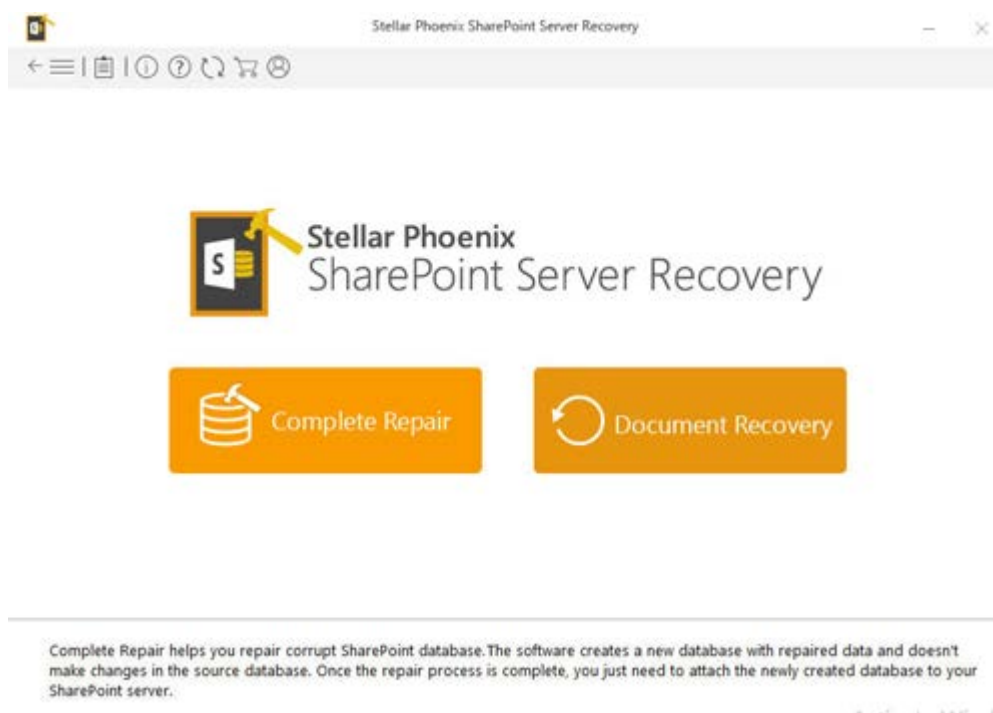 Stellar Phoenix SharePoint Server Recovery
S
Stellar Phoenix
SharePoint Server Recovery
Complete Repair
Document Recovery
Complete Repair helps you repair corrupt SharePoint database.The software creates a new database with repaired data and doesn't
make changes in the source database. Once the repair process is complete, you just need to attach the newly created database to your
SharePoint server.